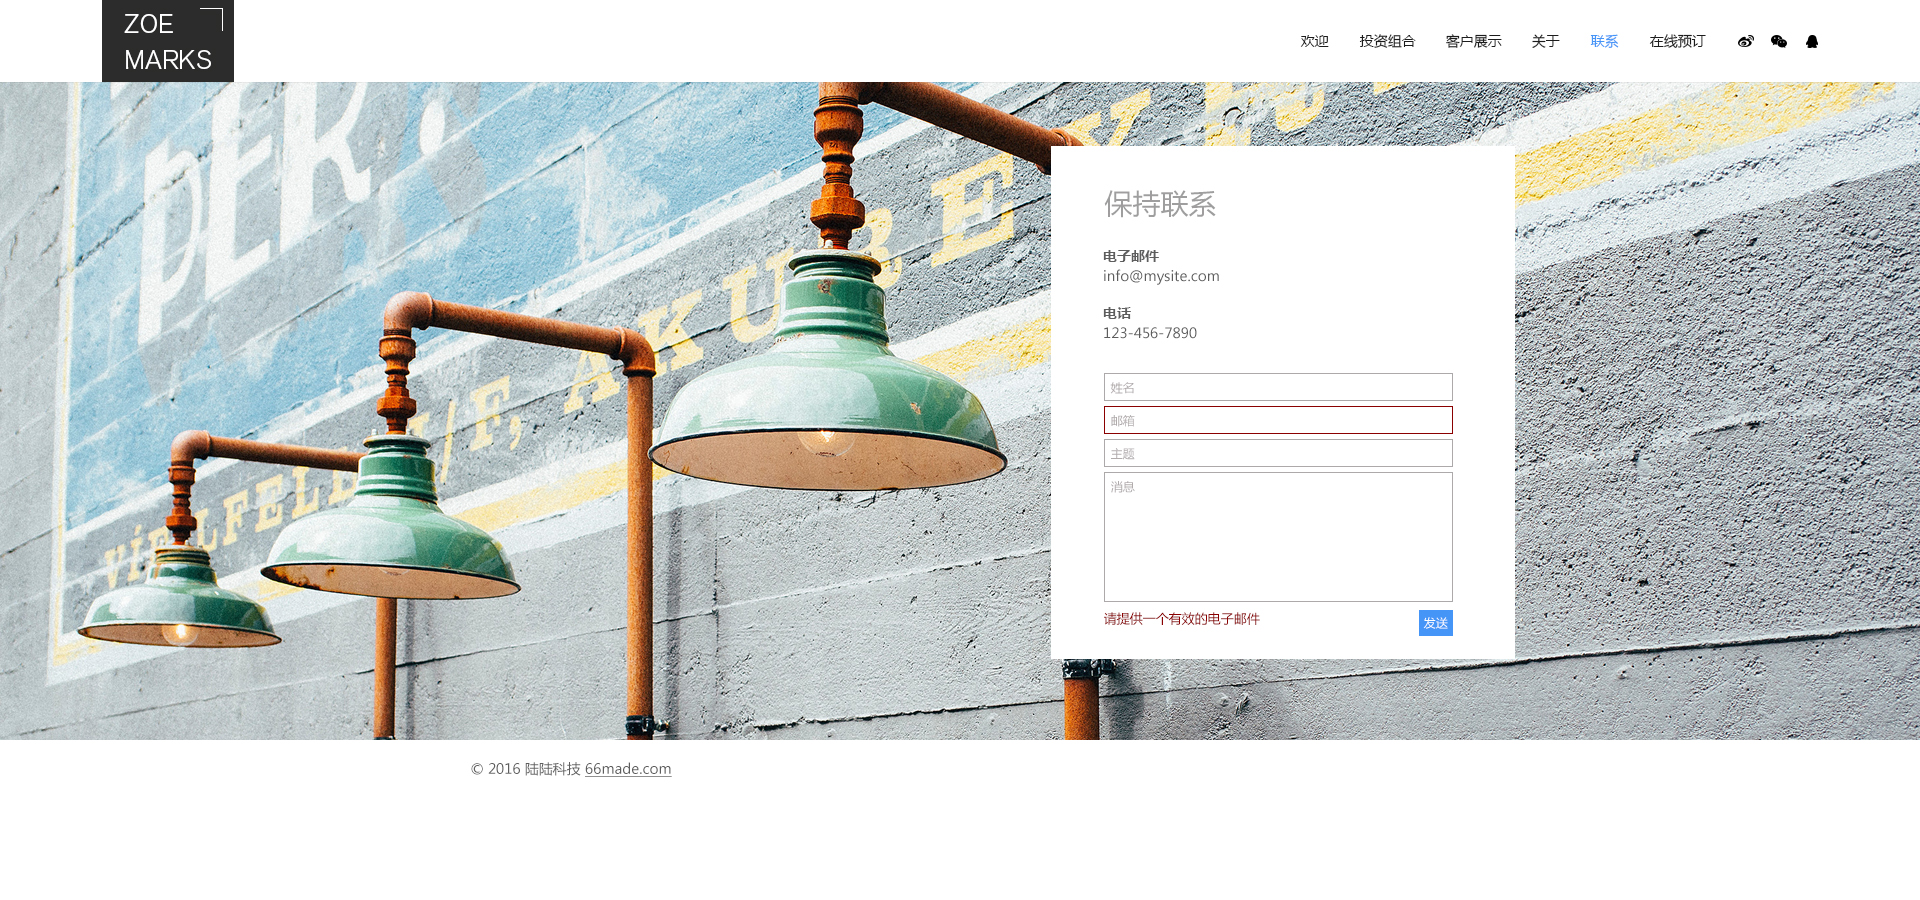 ZOE
MARKS
欢迎 投资组合 客户展示 关于 联系 在线预订
PER
AKUREYRI
F/F,
保持联系
电子邮件
info@mysite.com
电话
123-456-7890
姓名
邮箱
主题
消息
请提供一个有效的电子邮件
发送
© 2016 陆陆科技 66made.com